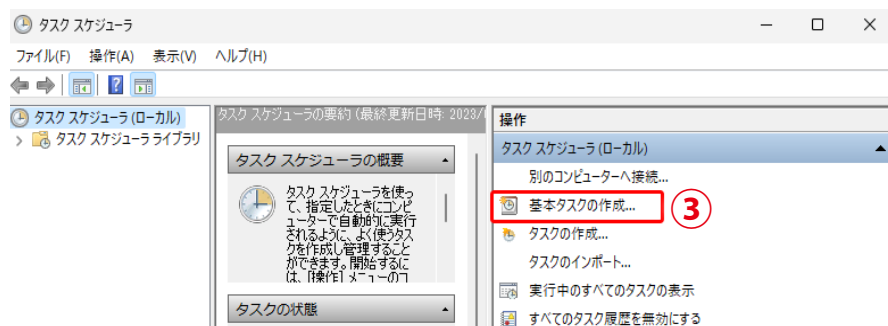 タスク スケジューラ
ファイル(F) 操作(A) 表示(V) ヘルプ(H)
タスク スケジューラ (ローカル)
タスク スケジューラ ライブラリ
タスク スケジューラの要約 (最終更新日時: 2023/
タスク スケジューラの概要
タスク スケジューラを使っ
て、指定したときにコンピ
ューターで自動的に実行
されるように、よく使うタス
クを作成し管理すること
ができます。開始するに
は、[操作] メニューのコ
タスクの状態
操作
タスク スケジューラ (ローカル)
別のコンピューターへ接続...
基本タスクの作成...
③
タスクの作成...
タスクのインポート...
実行中のすべてのタスクの表示
すべてのタスク履歴を無効にする